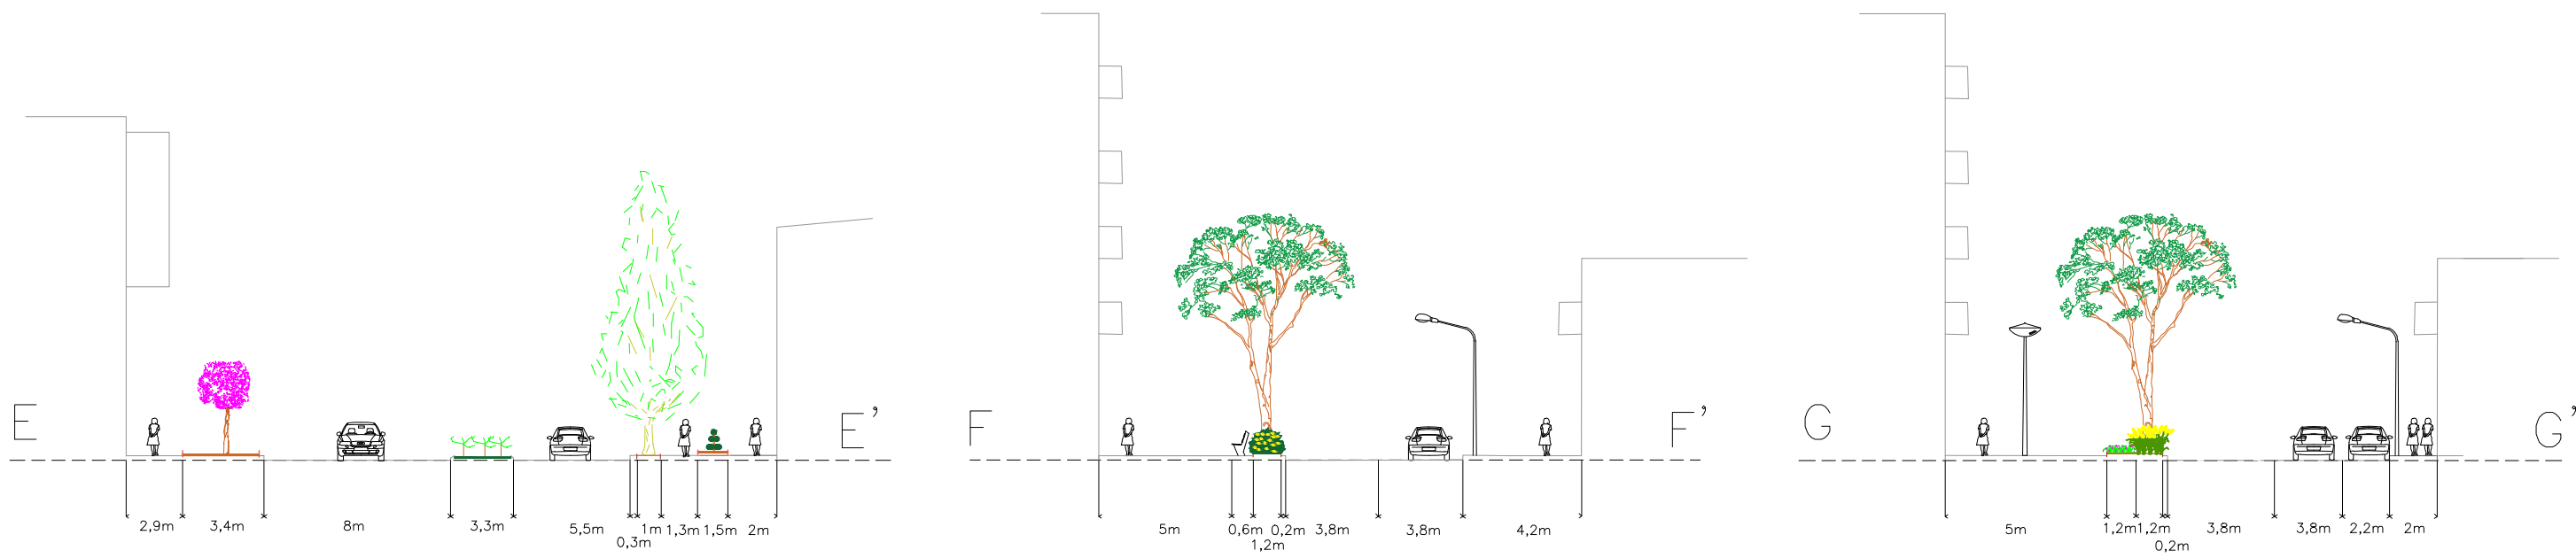 E
E'
2,9m 3,4m 8m 3,3m 5,5m 1m 1,3m 1,5m 2m
0,3m
F
F'
5m 0,6m 0,2m 3,8m 3,8m 4,2m
1,2m
G
G'
5m 1,2m 1,2m 3,8m 3,8m 2,2m 2m
0,2m